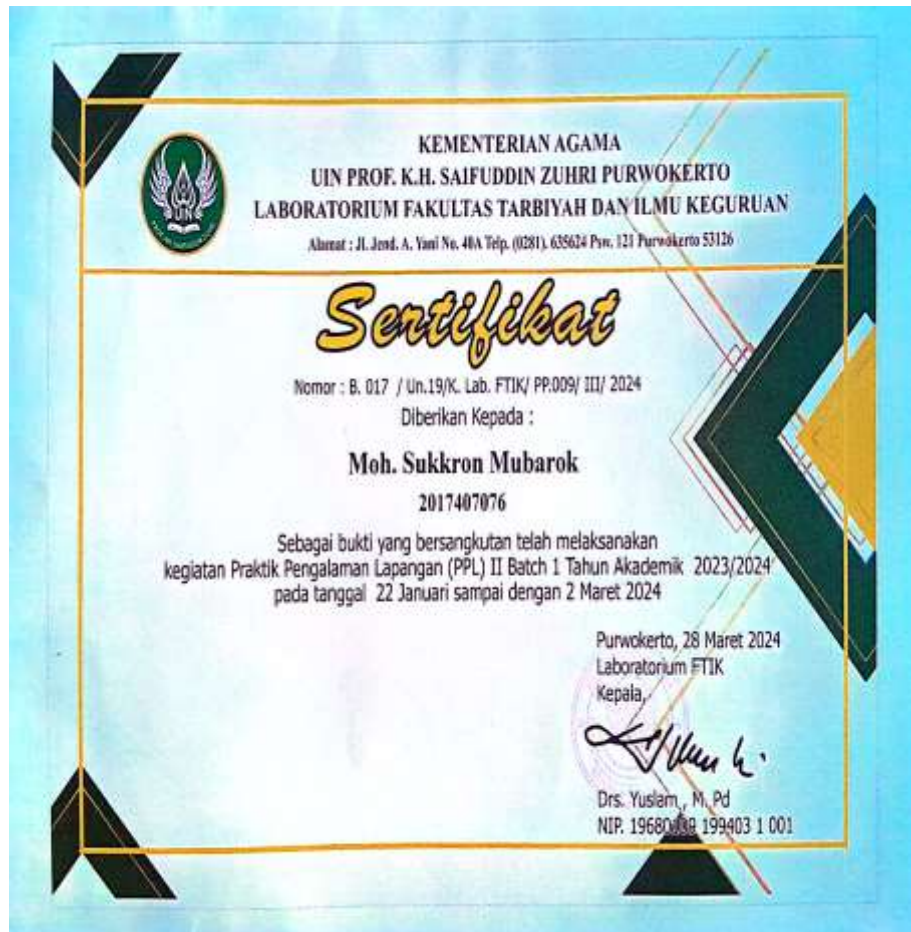 KEMENTERIAN AGAMA
UIN PROF. K.H. SAIFUDDIN ZUHRI PURWOKERTO
LABORATORIUM FAKULTAS TARBIYAH DAN ILMU KEGURUAN
Alamat : Jl. Jend. A. Yani No. 40A Telp. (0281). 635624 Psw. 121 Purwokerto 53126
Sertifikat
Nomor : B. 017 / Un.19/K. Lab. FTIK/ PP.009/ III/ 2024
Diberikan Kepada :
Moh. Sukkron Mubarok
2017407076
Sebagai bukti yang bersangkutan telah melaksanakan
kegiatan Praktik Pengalaman Lapangan (PPL) II Batch 1 Tahun Akademik 2023/2024
pada tanggal 22 Januari sampai dengan 2 Maret 2024
Purwokerto, 28 Maret 2024
Laboratorium FTIK
Kepala,
Drs. Yuslam, M. Pd
NIP. 199403 1 001